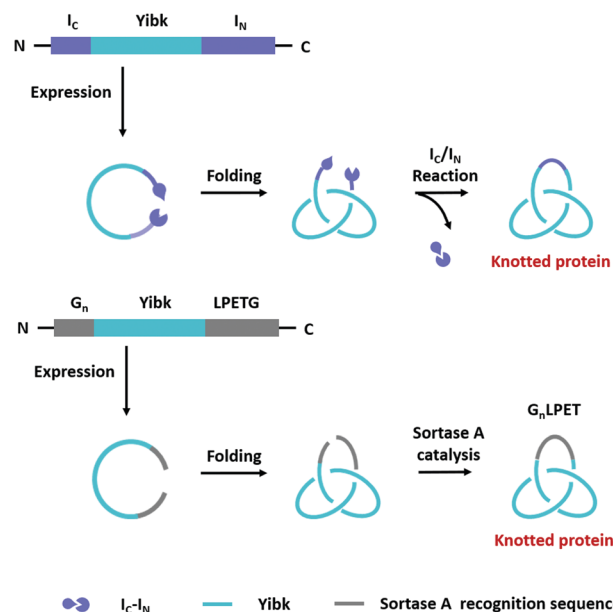 I_C Yibk I_N
N C
Expression
Folding
I_C/I_N
Reaction
Knotted protein
G_n Yibk LPETG
N C
Expression
G_nLPET
Folding
Sortase A
catalysis
Knotted protein
I_C-I_N Yibk Sortase A recognition sequenc